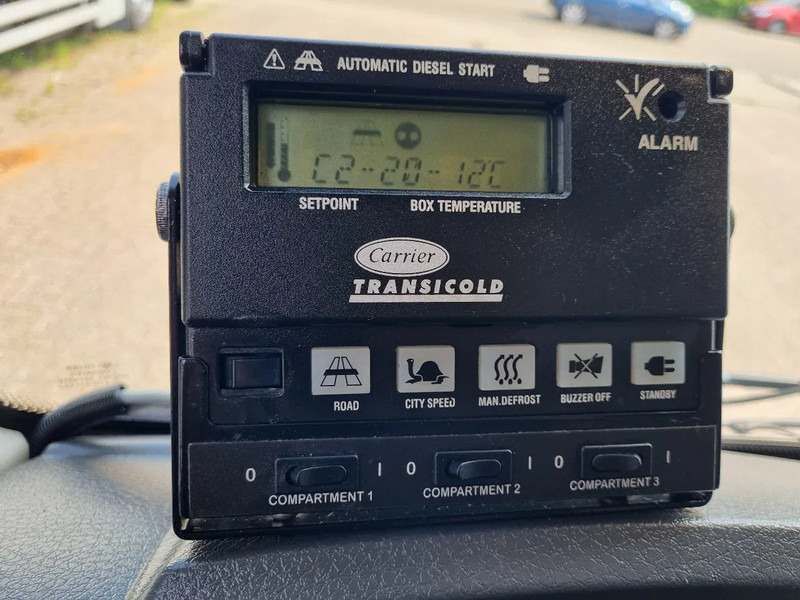 AUTOMATIC DIESEL START
ALARM
C2-20-12C
SETPOINT BOX TEMPERATURE
Carrier
TRANSICOLD
ROAD CITY SPEED MAN.DEFROST BUZZER OFF STANDBY
0 I 0 I 0 I
COMPARTMENT 1 COMPARTMENT 2 COMPARTMENT 3